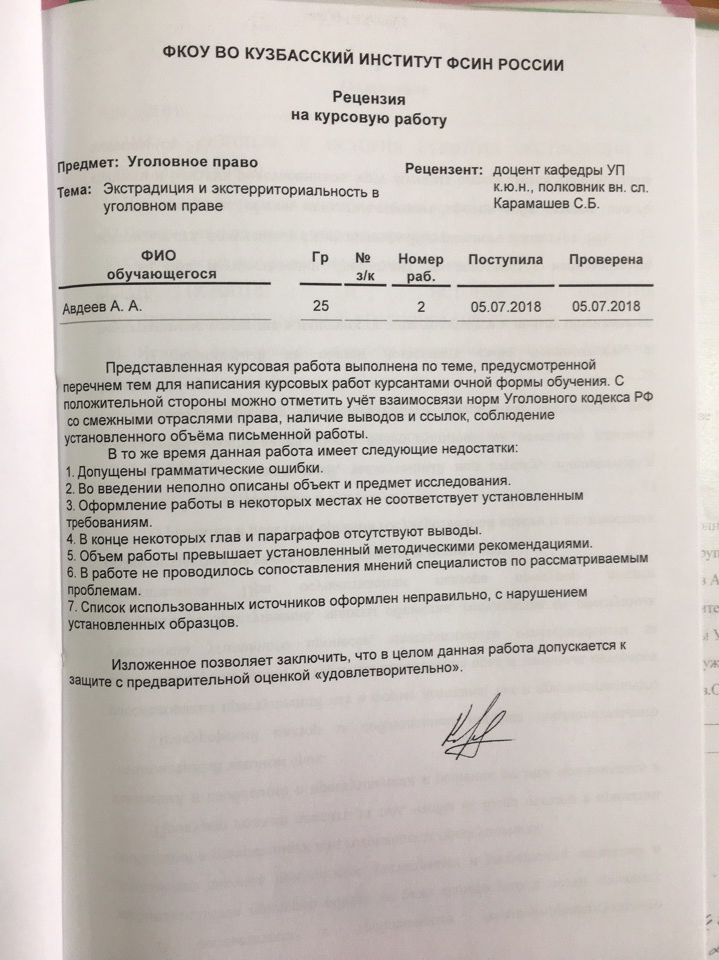 ФКОУ ВО КУЗБАССКИЙ ИНСТИТУТ ФСИН РОССИИ
Рецензия
на курсовую работу
Предмет: Уголовное право
Тема: Экстрадиция и экстерриториальность в
уголовном праве
Рецензент: доцент кафедры УП
к.ю.н., полковник вн. сл.
Карамашев С.Б.
ФИО
обучающегося
Гр
№
з/к
Номер
раб.
Поступила
Проверена
Авдеев А. А.
25
2
05.07.2018
05.07.2018
Представленная курсовая работа выполнена по теме, предусмотренной
перечнем тем для написания курсовых работ курсантами очной формы обучения. С
положительной стороны можно отметить учёт взаимосвязи норм Уголовного кодекса РФ
со смежными отраслями права, наличие выводов и ссылок, соблюдение
установленного объёма письменной работы.
В то же время данная работа имеет следующие недостатки:
1. Допущены грамматические ошибки.
2. Во введении неполно описаны объект и предмет исследования.
3. Оформление работы в некоторых местах не соответствует установленным
требованиям.
4. В конце некоторых глав и параграфов отсутствуют выводы.
5. Объем работы превышает установленный методическими рекомендациями.
6. В работе не проводилось сопоставления мнений специалистов по рассматриваемым
проблемам.
7. Список использованных источников оформлен неправильно, с нарушением
установленных образцов.
Изложенное позволяет заключить, что в целом данная работа допускается к
защите с предварительной оценкой «удовлетворительно».